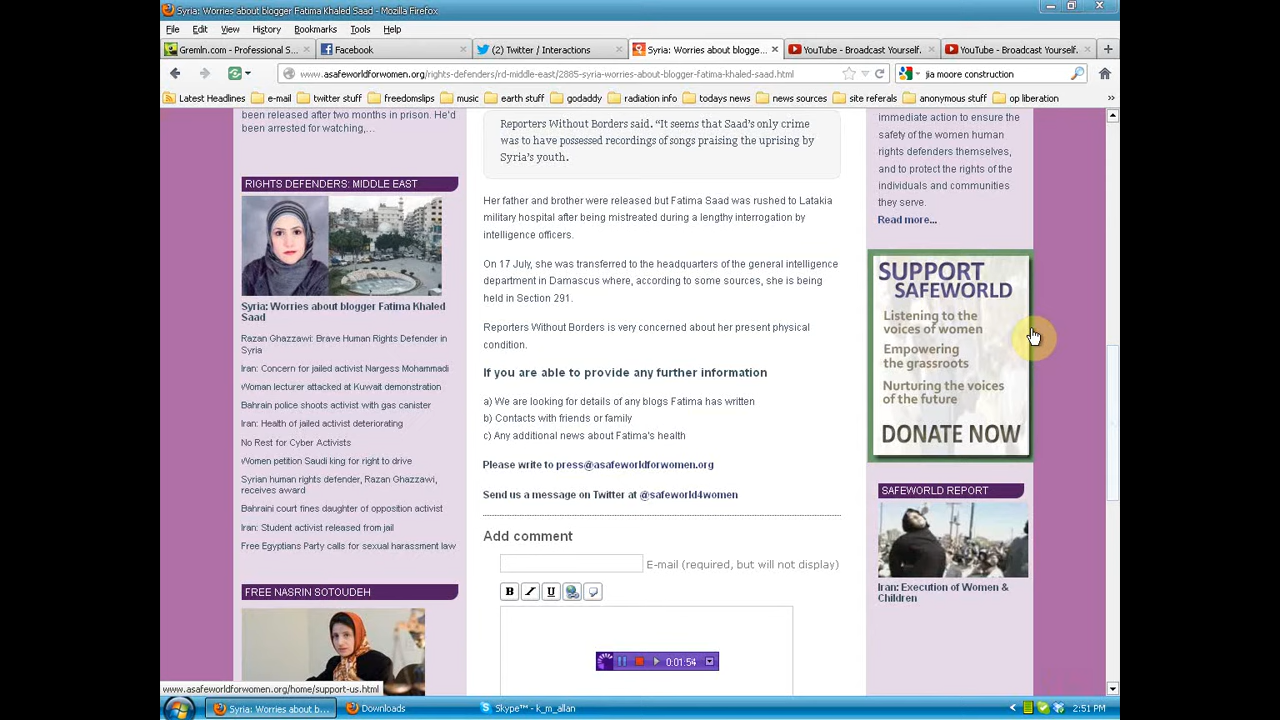 Syria: Worries about blogger Fatima Khaled Saad - Mozilla Firefox
File Edit View History Bookmarks Tools Help
Gremln.com - Professional S...
Facebook
(2) Twitter / Interactions
Syria: Worries about blogge...
YouTube - Broadcast Yourself.
YouTube - Broadcast Yourself.
www.asafeworldforwomen.org/rights-defenders/rd-middle-east/2885-syria-worries-about-blogger-fatima-khaled-saad.html
jia moore construction
Latest Headlines e-mail twitter stuff freedomslips music earth stuff godaddy radiation info todays news news sources site referals anonymous stuff op liberation
been released after two months in prison. He'd
been arrested for watching,...
RIGHTS DEFENDERS: MIDDLE EAST
Syria: Worries about blogger Fatima Khaled
Saad
Razan Ghazzawi: Brave Human Rights Defender in
Syria
Iran: Concern for jailed activist Nargess Mohammadi
Woman lecturer attacked at Kuwait demonstration
Bahrain police shoots activist with gas canister
Iran: Health of jailed activist deteriorating
No Rest for Cyber Activists
Women petition Saudi king for right to drive
Syrian human rights defender, Razan Ghazzawi,
receives award
Bahraini court fines daughter of opposition activist
Iran: Student activist released from jail
Free Egyptians Party calls for sexual harassment law
FREE NASRIN SOTOUDEH
Reporters Without Borders said. “It seems that Saad's only crime
was to have possessed recordings of songs praising the uprising by
Syria's youth.
Her father and brother were released but Fatima Saad was rushed to Latakia
military hospital after being mistreated during a lengthy interrogation by
intelligence officers.
On 17 July, she was transferred to the headquarters of the general intelligence
department in Damascus where, according to some sources, she is being
held in Section 291.
Reporters Without Borders is very concerned about her present physical
condition.
If you are able to provide any further information
a) We are looking for details of any blogs Fatima has written
b) Contacts with friends or family
c) Any additional news about Fatima's health
Please write to press@asafeworldforwomen.org
Send us a message on Twitter at @safeworld4women
Add comment
E-mail (required, but will not display)
B I U
0:01:54
immediate action to ensure the
safety of the women human
rights defenders themselves,
and to protect the rights of the
individuals and communities
they serve.
Read more...
SUPPORT
SAFEWORLD
Listening to the
voices of women
Empowering
the grassroots
Nurturing the voices
of the future
DONATE NOW
SAFEWORLD REPORT
Iran: Execution of Women &
Children
www.asafeworldforwomen.org/home/support-us.html
Syria: Worries about b...
Downloads
Skype™ - k_m_allan
2:51 PM